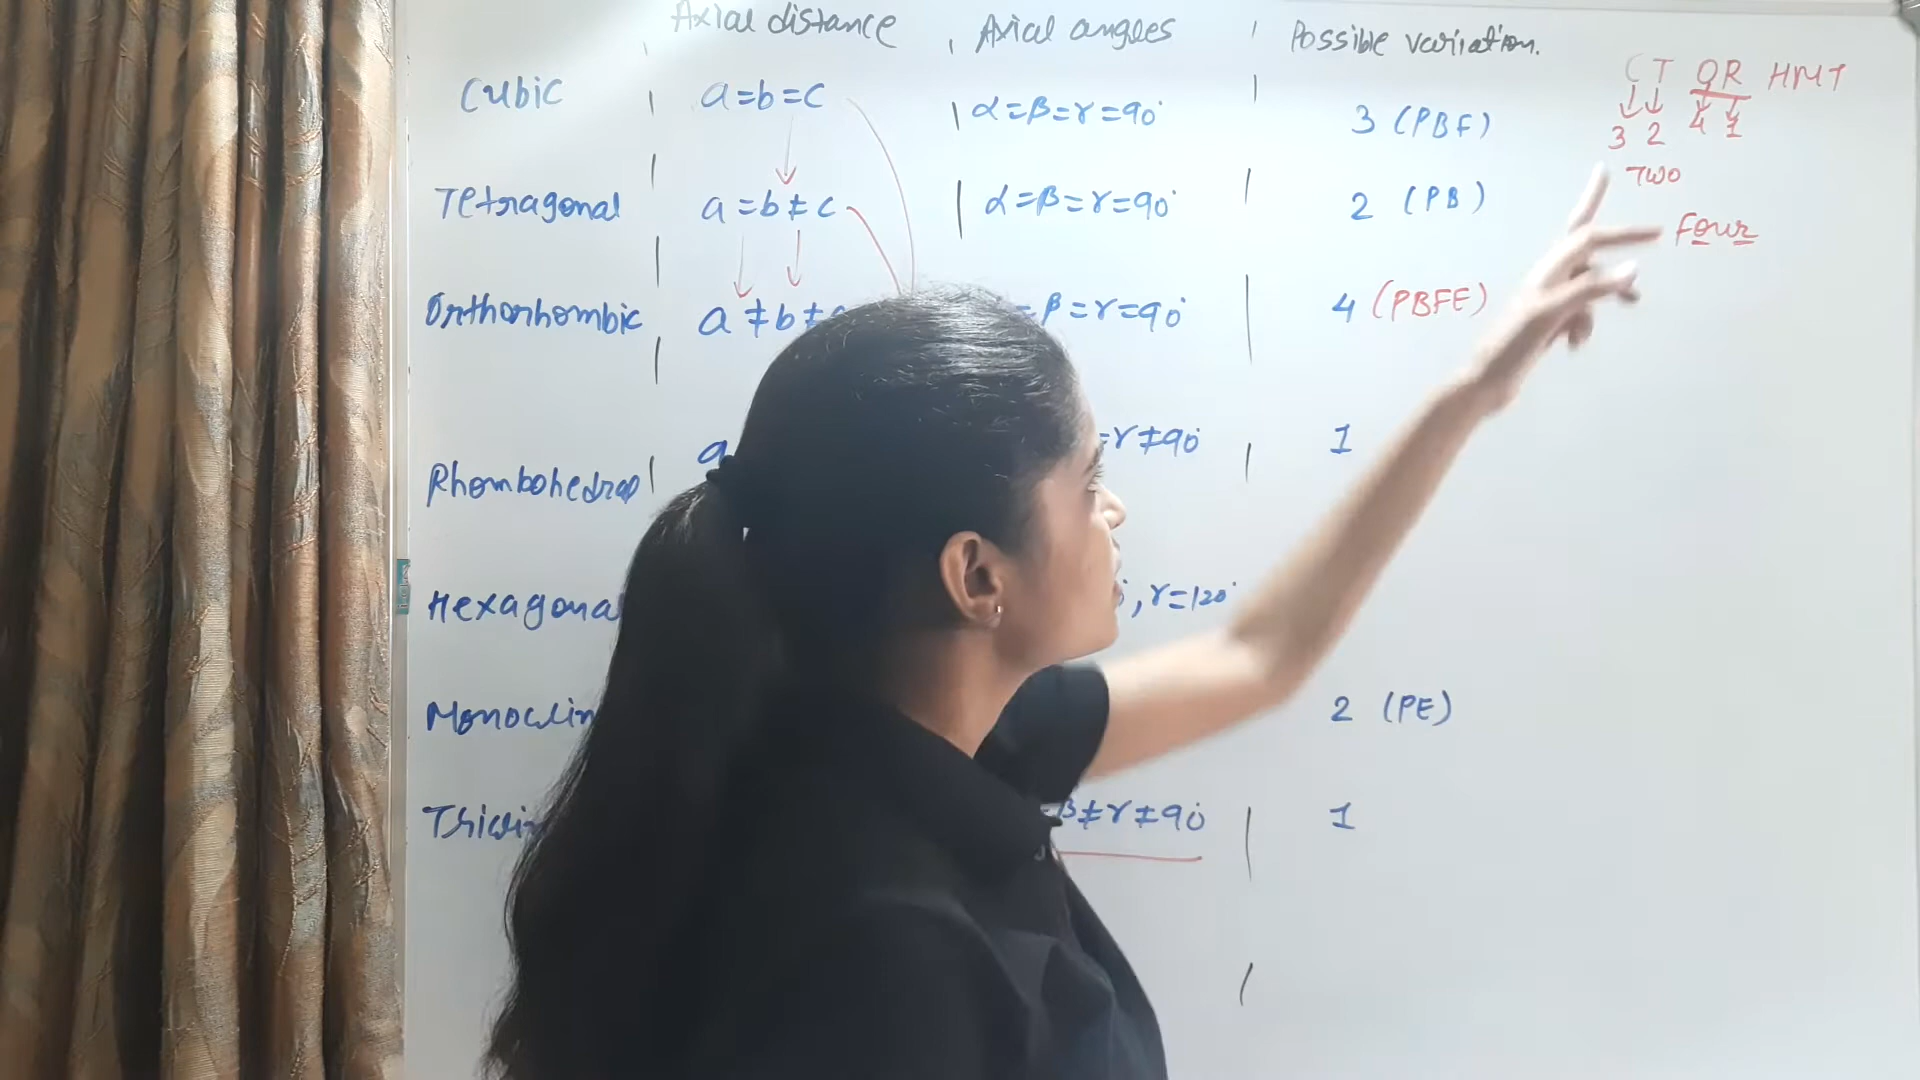 Axial distance , Axial angles Possible variation.
Cubic a=b=c α=β=γ=90° 3 (PBF)
Tetragonal a=b≠c α=β=γ=90° 2 (PB)
Orthorhombic a≠b≠ =β=γ=90° 4 (PBFE)
Rhombohedral a =γ≠90° 1
Hexagona , γ=120°
Monoclin 2 (PE)
Triclin β≠γ≠90° 1
CT OR HMT
3 2 4 1
TWO
Four